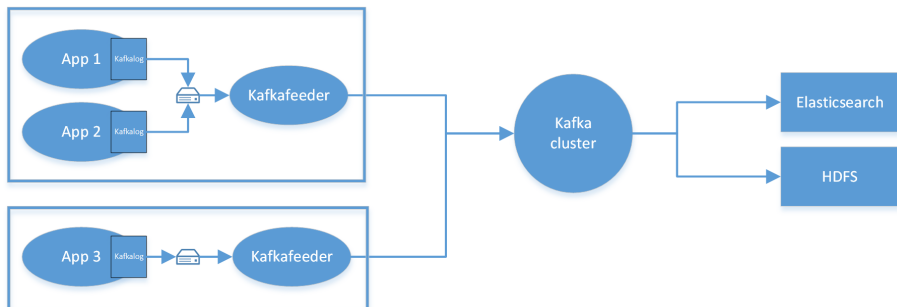 App 1
Kafkalog
App 2
Kafkalog
Kafkafeeder
App 3
Kafkalog
Kafkafeeder
Kafka
cluster
Elasticsearch
HDFS